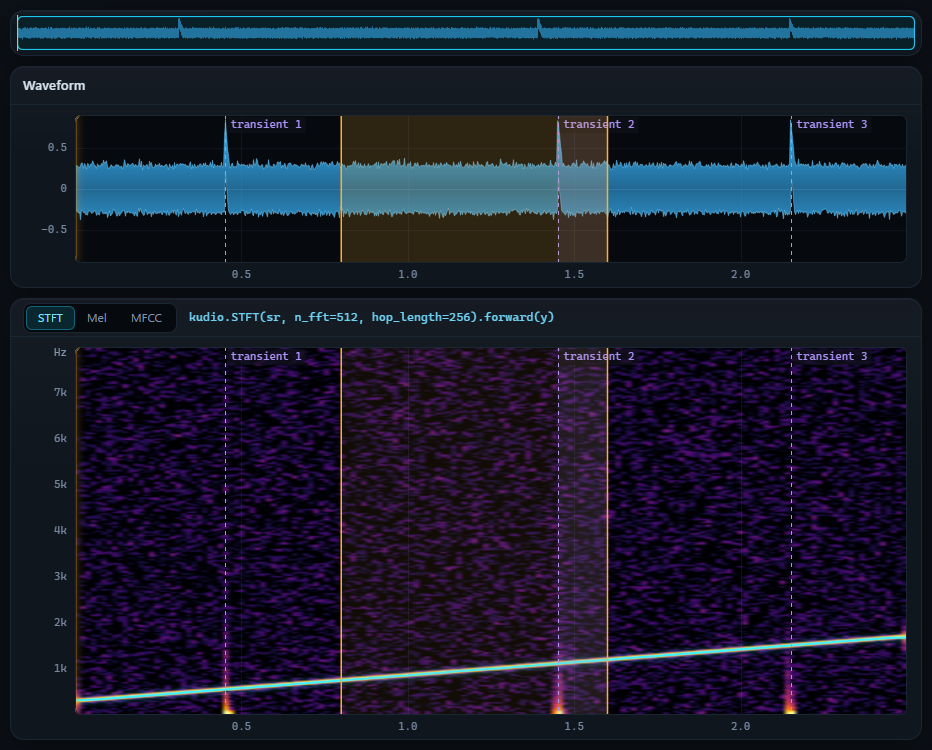 Waveform
transient 1
transient 2
transient 3
0.5
0
−0.5
0.5 1.0 1.5 2.0
STFT Mel MFCC kudio.STFT(sr, n_fft=512, hop_length=256).forward(y)
Hz
transient 1
transient 2
transient 3
7k
6k
5k
4k
3k
2k
1k
0.5 1.0 1.5 2.0